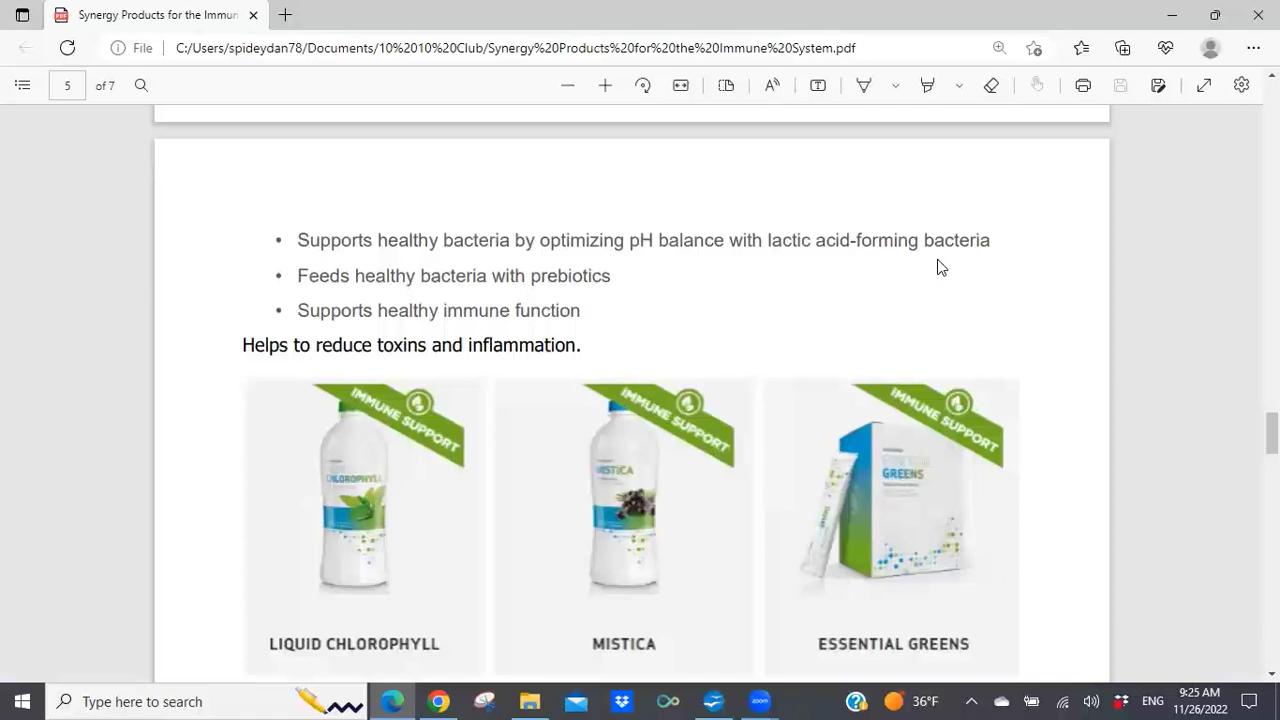 Synergy Products for the Immun
File
C:/Users/spideydan78/Documents/10%2010%20Club/Synergy%20Products%20for%20the%20Immune%20System.pdf
5 of 7
• Supports healthy bacteria by optimizing pH balance with lactic acid-forming bacteria
• Feeds healthy bacteria with prebiotics
• Supports healthy immune function
Helps to reduce toxins and inflammation.
IMMUNE SUPPORT
IMMUNE SUPPORT
IMMUNE SUPPORT
CHLOROPHYLL
MISTICA
GREENS
LIQUID CHLOROPHYLL
MISTICA
ESSENTIAL GREENS
Type here to search
zoom
36°F
ENG
9:25 AM
11/26/2022